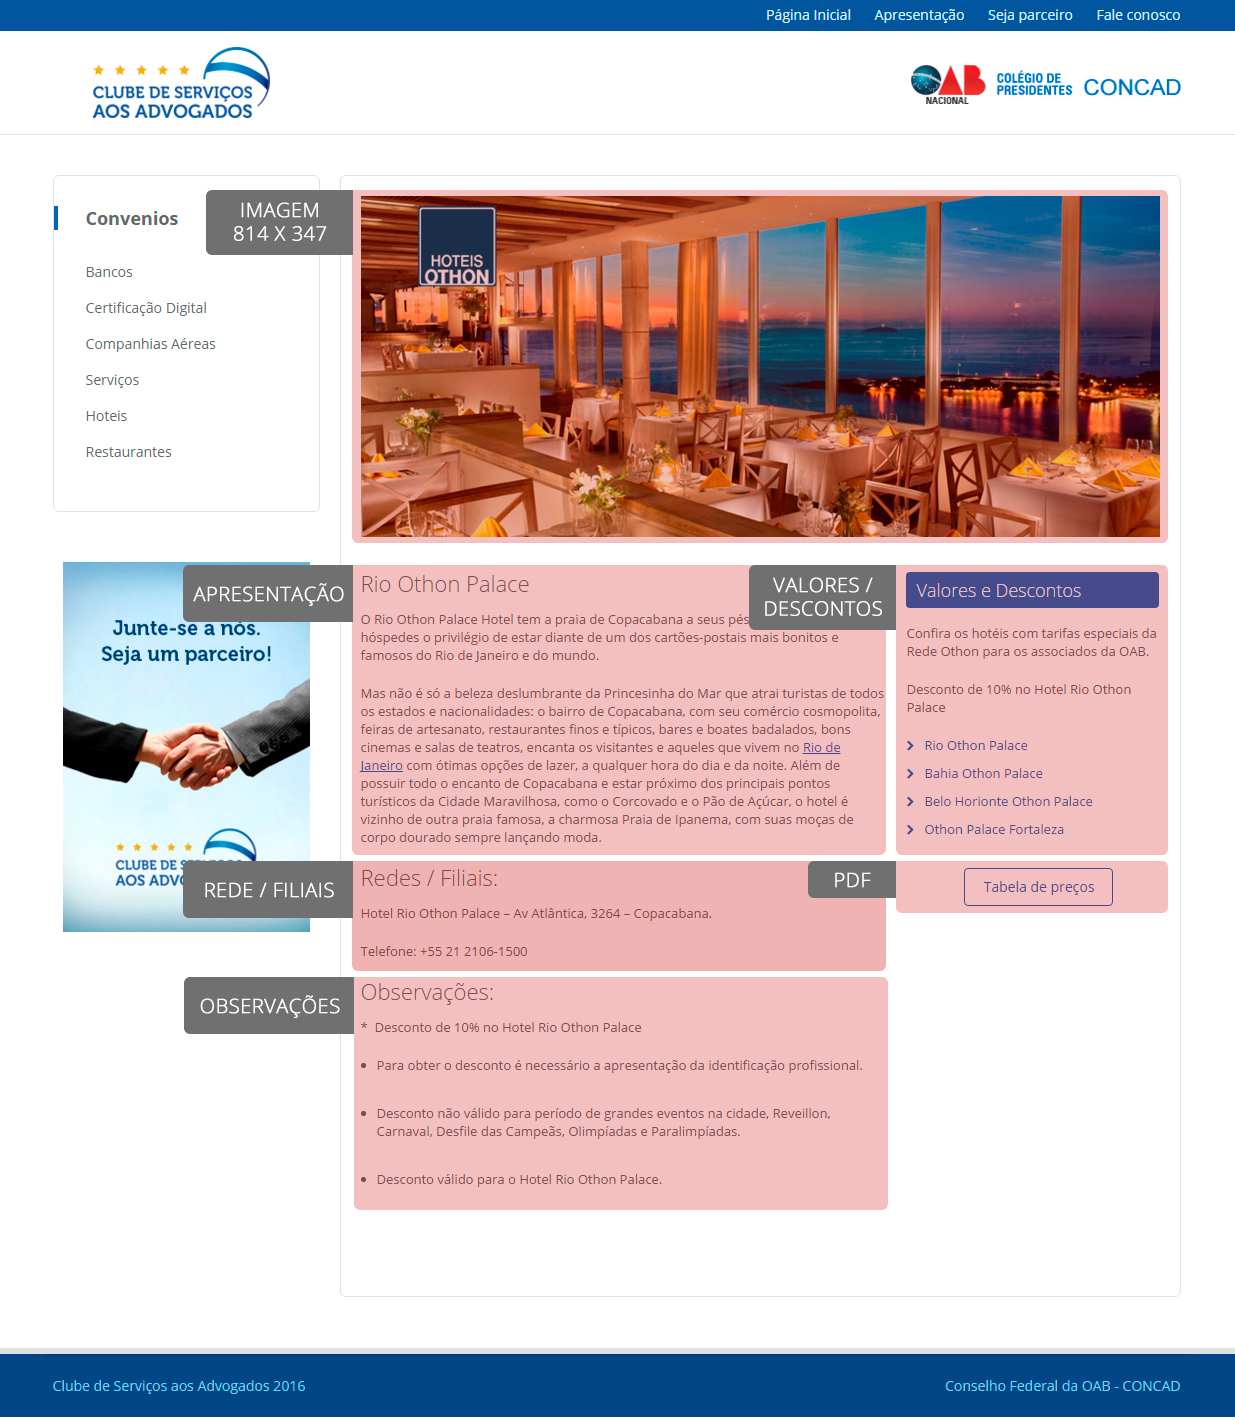 Página Inicial Apresentação Seja parceiro Fale conosco
CLUBE DE SERVIÇOS
AOS ADVOGADOS
OAB
NACIONAL
COLÉGIO DE
PRESIDENTES
CONCAD
Convenios
Bancos
Certificação Digital
Companhias Aéreas
Serviços
Hoteis
Restaurantes
IMAGEM
814 X 347
HOTEIS
OTHON
Junte-se a nós.
Seja um parceiro!
CLUBE DE
AOS
APRESENTAÇÃO
Rio Othon Palace
O Rio Othon Palace Hotel tem a praia de Copacabana a seus pés
hóspedes o privilégio de estar diante de um dos cartões-postais mais bonitos e
famosos do Rio de Janeiro e do mundo.
Mas não é só a beleza deslumbrante da Princesinha do Mar que atrai turistas de todos
os estados e nacionalidades: o bairro de Copacabana, com seu comércio cosmopolita,
feiras de artesanato, restaurantes finos e típicos, bares e boates badalados, bons
cinemas e salas de teatros, encanta os visitantes e aqueles que vivem no Rio de
Janeiro com ótimas opções de lazer, a qualquer hora do dia e da noite. Além de
possuir todo o encanto de Copacabana e estar próximo dos principais pontos
turísticos da Cidade Maravilhosa, como o Corcovado e o Pão de Açúcar, o hotel é
vizinho de outra praia famosa, a charmosa Praia de Ipanema, com suas moças de
corpo dourado sempre lançando moda.
VALORES /
DESCONTOS
Valores e Descontos
Confira os hotéis com tarifas especiais da
Rede Othon para os associados da OAB.
Desconto de 10% no Hotel Rio Othon
Palace
Rio Othon Palace
Bahia Othon Palace
Belo Horionte Othon Palace
Othon Palace Fortaleza
REDE / FILIAIS
Redes / Filiais:
Hotel Rio Othon Palace – Av Atlântica, 3264 – Copacabana.
Telefone: +55 21 2106-1500
PDF
Tabela de preços
OBSERVAÇÕES
Observações:
* Desconto de 10% no Hotel Rio Othon Palace
• Para obter o desconto é necessário a apresentação da identificação profissional.
• Desconto não válido para período de grandes eventos na cidade, Reveillon,
Carnaval, Desfile das Campeãs, Olimpíadas e Paralimpíadas.
• Desconto válido para o Hotel Rio Othon Palace.
Clube de Serviços aos Advogados 2016
Conselho Federal da OAB - CONCAD